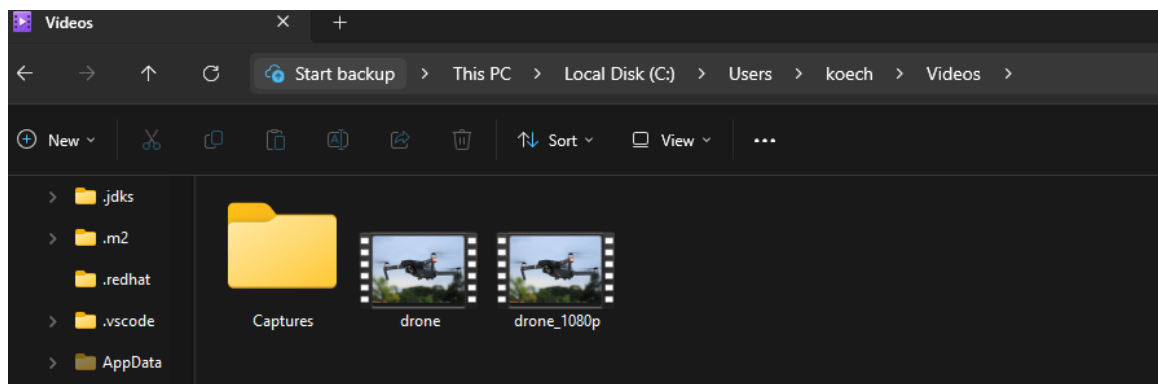 Videos
Start backup > This PC > Local Disk (C:) > Users > koech > Videos >
New Sort View
.jdks
.m2
.redhat
.vscode
AppData
Captures drone drone_1080p